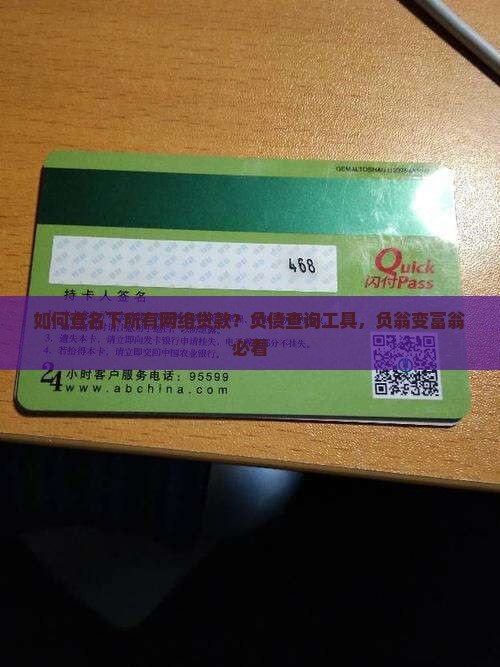 468
Quick
闪付Pass
持卡人签名
如何查名下所有网络贷款？负债查询工具，负翁变富翁
必看
3. 遗失本卡，请立即向发卡银行申请挂失。
4. 若拾得本卡，请立即交回中国农业银行。
24小时客户服务电话：95599
www.abchina.com